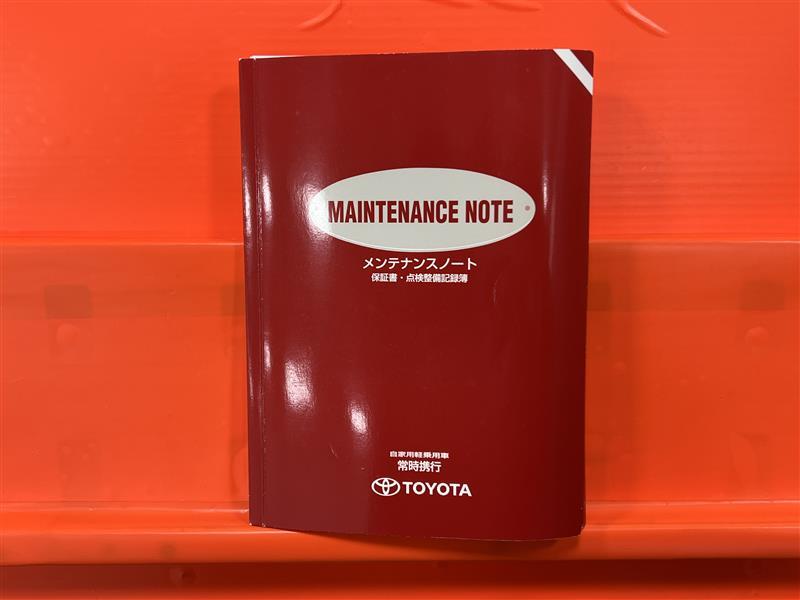 MAINTENANCE NOTE
メンテナンスノート
保証書・点検整備記録簿
自家用軽乗用車
常時携行
TOYOTA